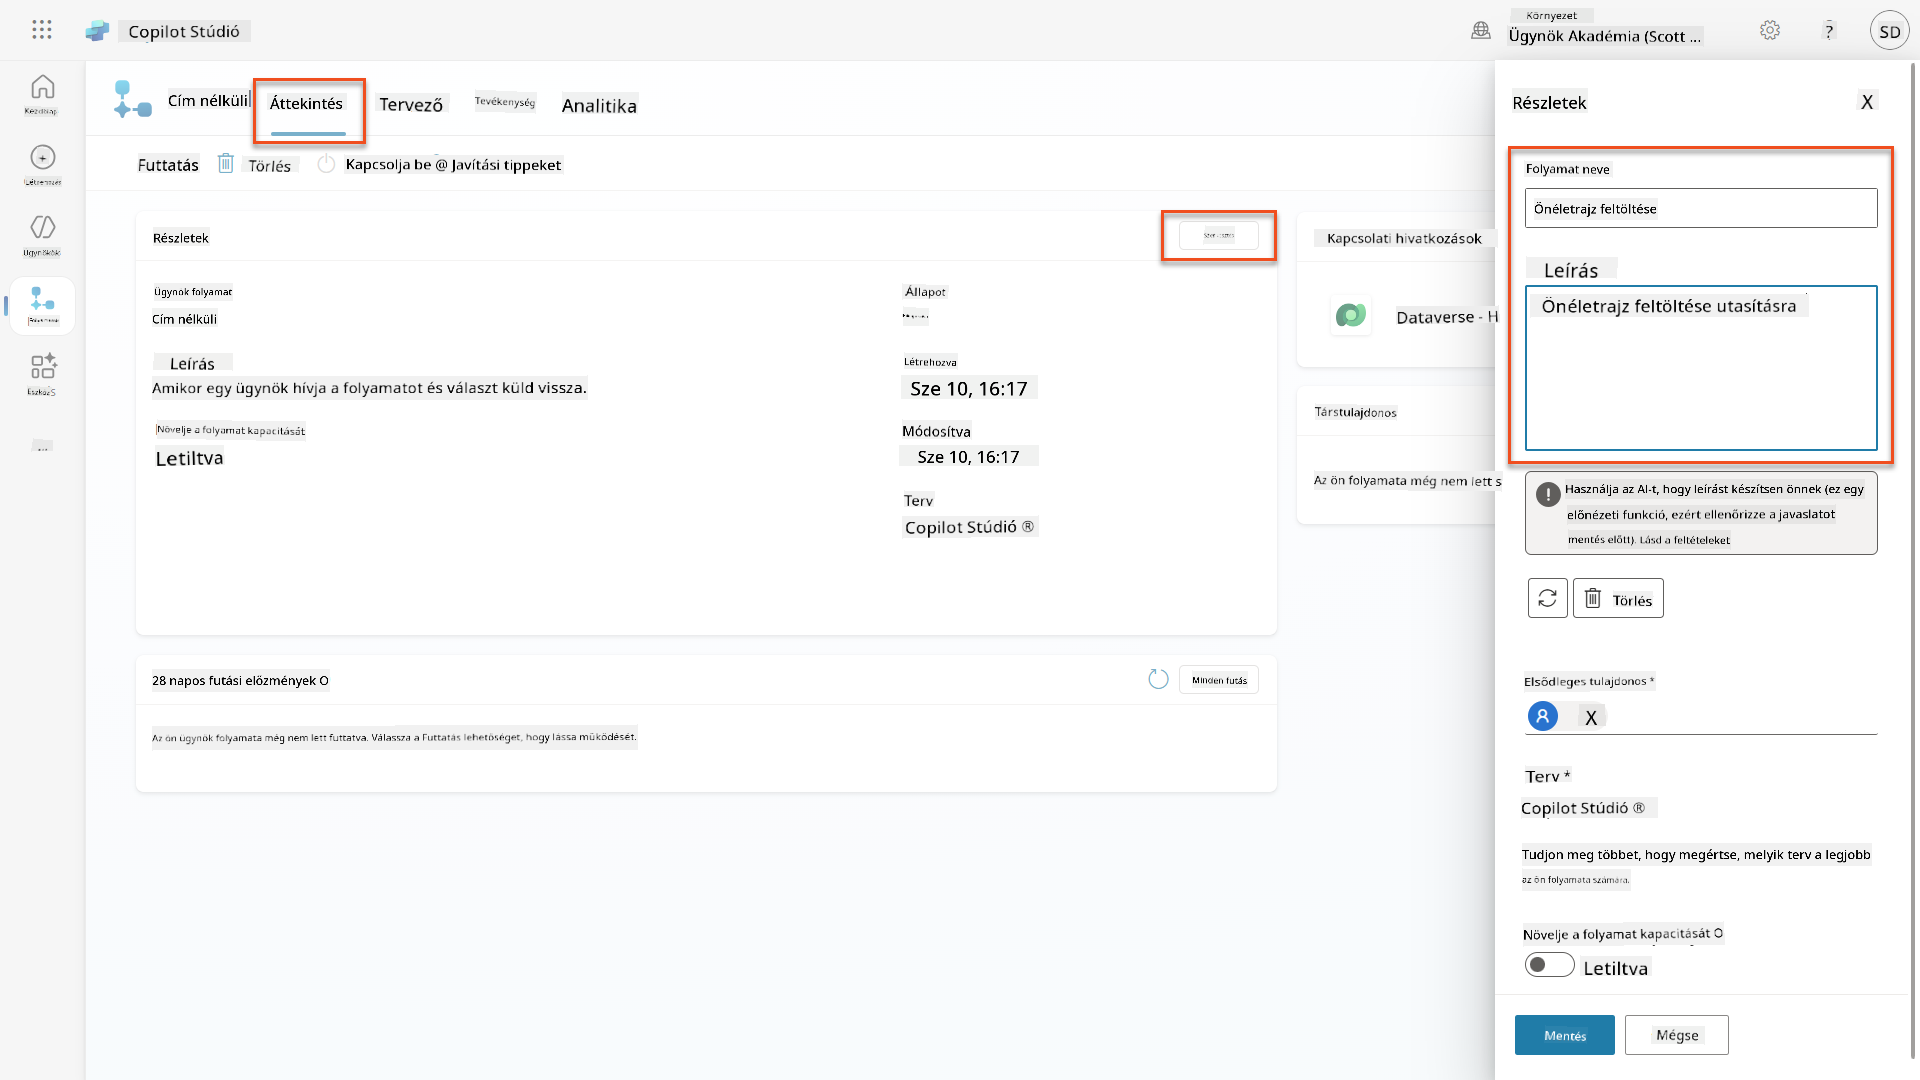 Copilot Stúdió
Környezet
Ügynök Akadémia (Scott ...
?
SD
Kezdőlap
Létrehozás
Ügynökök
Eszköz S
...
Cím nélküli
Áttekintés
Tervező
Tevékenység
Analitika
Futtatás
Törlés
Kapcsolja be @ Javítási tippeket
Részletek
Ügynök folyamat
Cím nélküli
Leírás
Amikor egy ügynök hívja a folyamatot és választ küld vissza.
Növelje a folyamat kapacitását
Letiltva
Állapot
Létrehozva
Sze 10, 16:17
Módosítva
Sze 10, 16:17
Terv
Copilot Stúdió ®
28 napos futási előzmények O
Minden futás
Az ön ügynök folyamata még nem lett futtatva. Válassza a Futtatás lehetőséget, hogy lássa működését.
Kapcsolati hivatkozások
Dataverse - H
Társtulajdonos
Az ön folyamata még nem lett s
Részletek
X
Folyamat neve
Önéletrajz feltöltése
Leírás
Önéletrajz feltöltése utasításra
Használja az AI-t, hogy leírást készítsen önnek (ez egy
előnézeti funkció, ezért ellenőrizze a javaslatot
mentés előtt). Lásd a feltételeket
Törlés
Elsődleges tulajdonos *
X
Terv *
Copilot Stúdió ®
Tudjon meg többet, hogy megértse, melyik terv a legjobb
az ön folyamata számára.
Növelje a folyamat kapacitását O
Letiltva
Mentés
Mégse